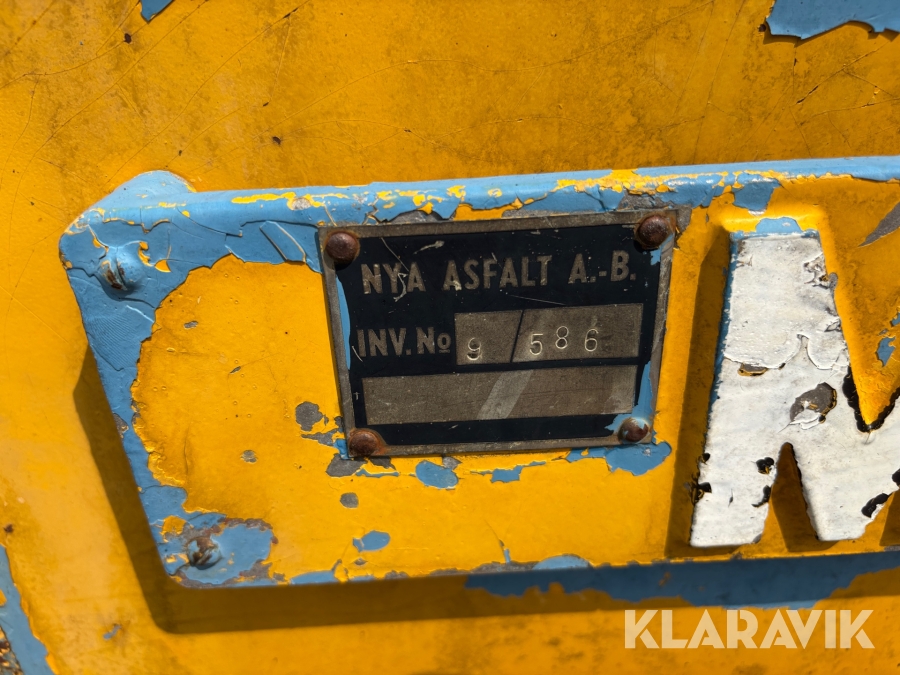 NYA ASFALT A.-B.
INV. No 9 / 586
M
KLARAVIK